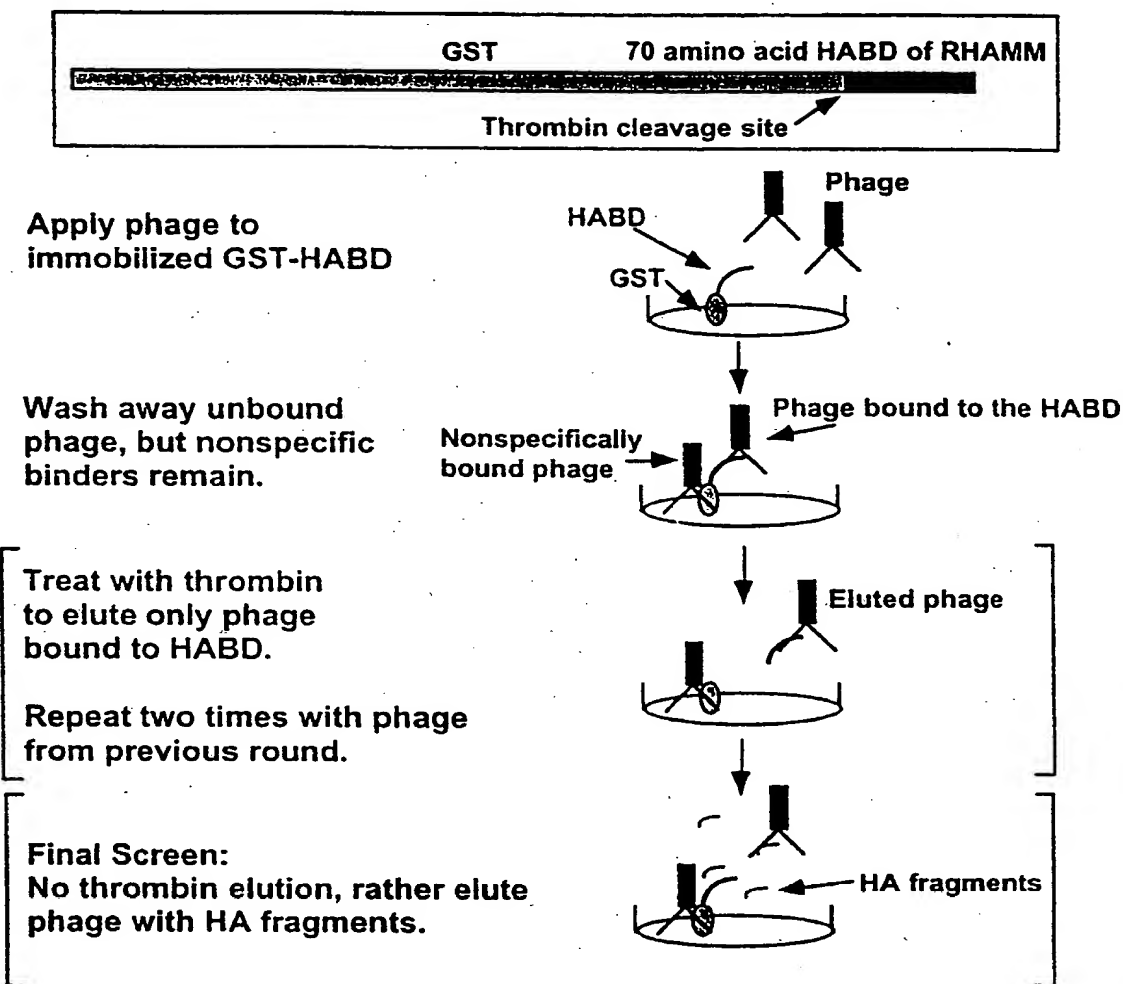 GST
70 amino acid HABD of RHAMM
Thrombin cleavage site
Apply phage to
immobilized GST-HABD
Phage
HABD
GST
Wash away unbound
phage, but nonspecific
binders remain.
Phage bound to the HABD
Nonspecifically
bound phage
Treat with thrombin
to elute only phage
bound to HABD.
Eluted phage
Repeat two times with phage
from previous round.
Final Screen:
No thrombin elution, rather elute
phage with HA fragments.
HA fragments